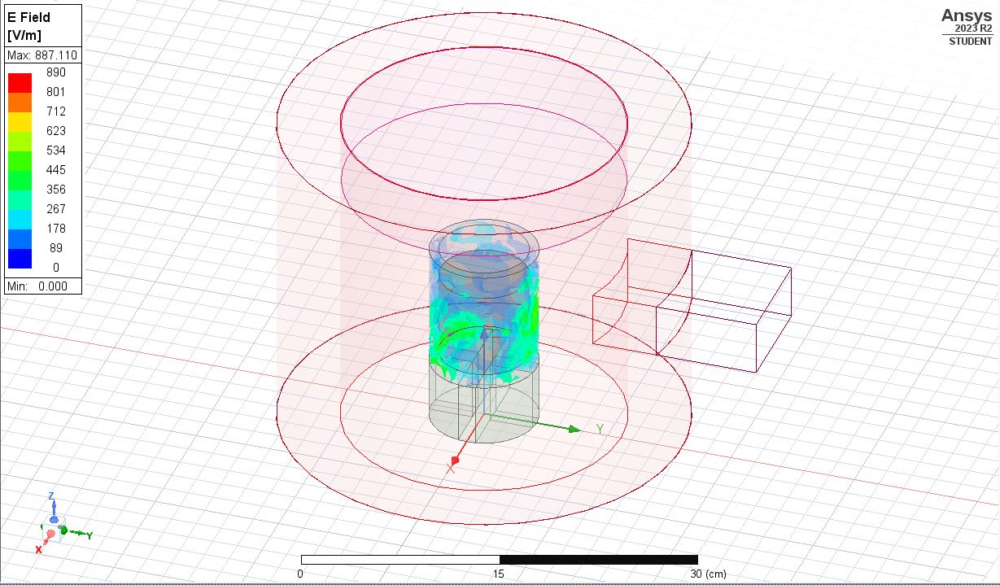 E Field
[V/m]
Max: 887.110
890
801
712
623
534
445
356
267
178
89
0
Min: 0.000
Ansys
2023 R2
STUDENT
Y
X
Z
Y
X
0 15 30 (cm)